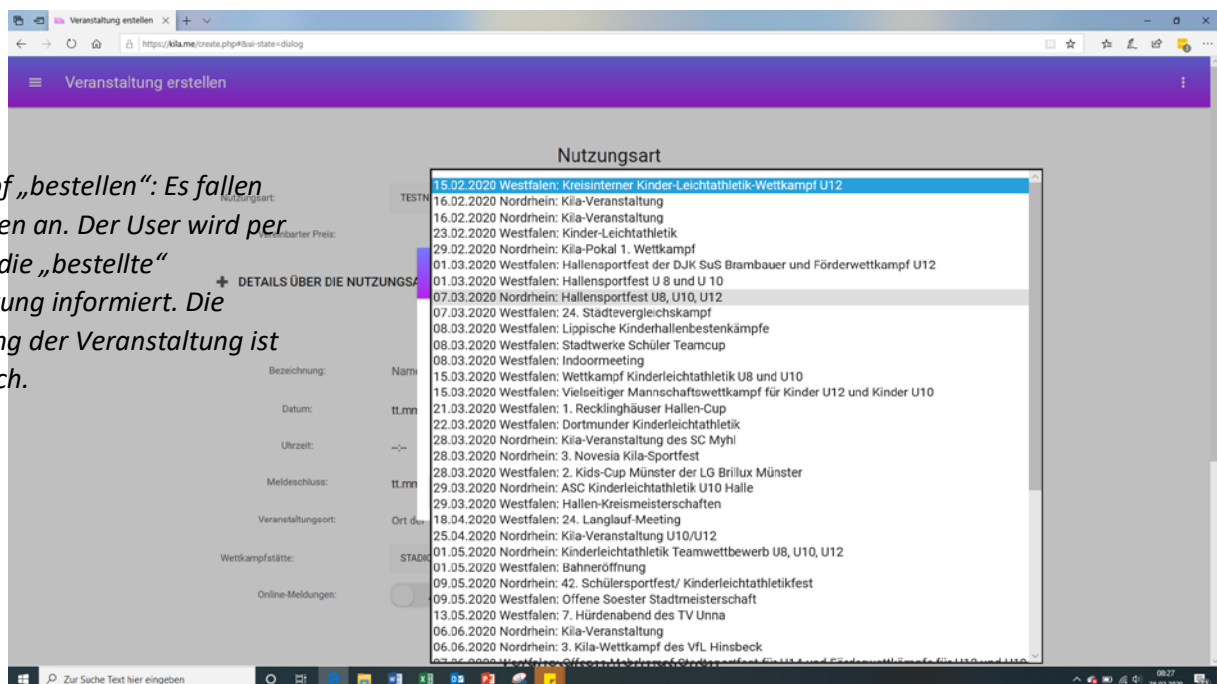 Veranstaltung erstellen
https://kila.me/create.php#&ui-state=dialog
Veranstaltung erstellen
Nutzungsart
f „bestellen“: Es fallen
en an. Der User wird per
die „bestellte“
ung informiert. Die
ng der Veranstaltung ist
ch.
Nutzungsart:
TESTN
Vereinbarter Preis:
+ DETAILS ÜBER DIE NUTZUNGSA
Bezeichnung:
Name
Datum:
tt.mm
Uhrzeit:
--:--
Meldeschluss:
tt.mm
Veranstaltungsort:
Ort der
Wettkampfstätte:
STADIO
Online-Meldungen:
15.02.2020 Westfalen: Kreisinterner Kinder-Leichtathletik-Wettkampf U12
16.02.2020 Nordrhein: Kila-Veranstaltung
16.02.2020 Nordrhein: Kila-Veranstaltung
23.02.2020 Westfalen: Kinder-Leichtathletik
29.02.2020 Nordrhein: Kila-Pokal 1. Wettkampf
01.03.2020 Westfalen: Hallensportfest der DJK SuS Brambauer und Förderwettkampf U12
01.03.2020 Westfalen: Hallensportfest U 8 und U 10
07.03.2020 Nordrhein: Hallensportfest U8, U10, U12
07.03.2020 Westfalen: 24. Städtevergleichskampf
08.03.2020 Westfalen: Lippische Kinderhallenbestenkämpfe
08.03.2020 Westfalen: Stadtwerke Schüler Teamcup
08.03.2020 Westfalen: Indoormeeting
15.03.2020 Westfalen: Wettkampf Kinderleichtathletik U8 und U10
15.03.2020 Westfalen: Vielseitiger Mannschaftswettkampf für Kinder U12 und Kinder U10
21.03.2020 Westfalen: 1. Recklinghäuser Hallen-Cup
22.03.2020 Westfalen: Dortmunder Kinderleichtathletik
28.03.2020 Nordrhein: Kila-Veranstaltung des SC Myhl
28.03.2020 Nordrhein: 3. Novesia Kila-Sportfest
28.03.2020 Westfalen: 2. Kids-Cup Münster der LG Brillux Münster
29.03.2020 Nordrhein: ASC Kinderleichtathletik U10 Halle
29.03.2020 Westfalen: Hallen-Kreismeisterschaften
18.04.2020 Westfalen: 24. Langlauf-Meeting
25.04.2020 Nordrhein: Kila-Veranstaltung U10/U12
01.05.2020 Nordrhein: Kinderleichtathletik Teamwettbewerb U8, U10, U12
01.05.2020 Westfalen: Bahneröffnung
09.05.2020 Nordrhein: 42. Schülersportfest/ Kinderleichtathletikfest
09.05.2020 Westfalen: Offene Soester Stadtmeisterschaft
13.05.2020 Westfalen: 7. Hürdenabend des TV Unna
06.06.2020 Nordrhein: Kila-Veranstaltung
06.06.2020 Nordrhein: 3. Kila-Wettkampf des VfL Hinsbeck
Zur Suche Text hier eingeben
08:27